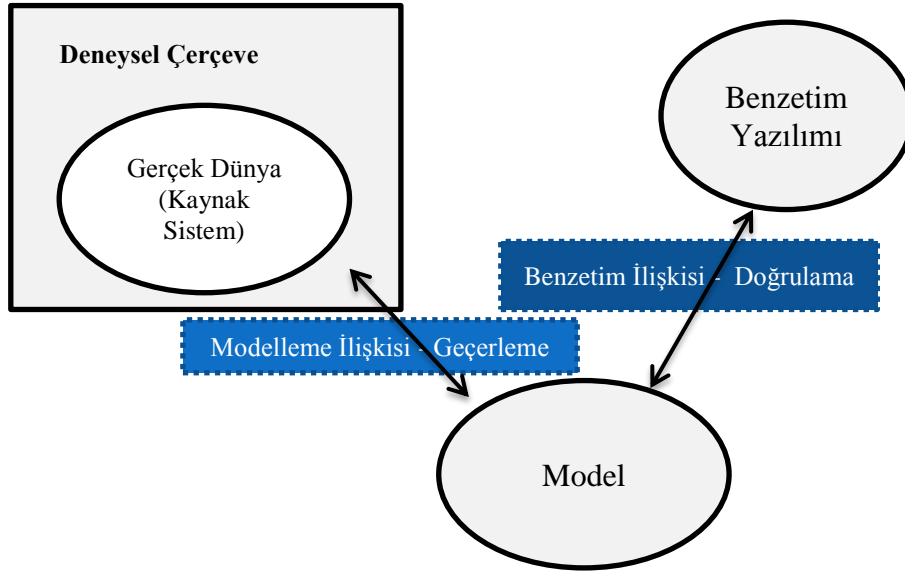 Deneysel Çerçeve
Gerçek Dünya
(Kaynak
Sistem)
Benzetim
Yazılımı
Benzetim İlişkisi - Doğrulama
Modelleme İlişkisi - Geçerleme
Model